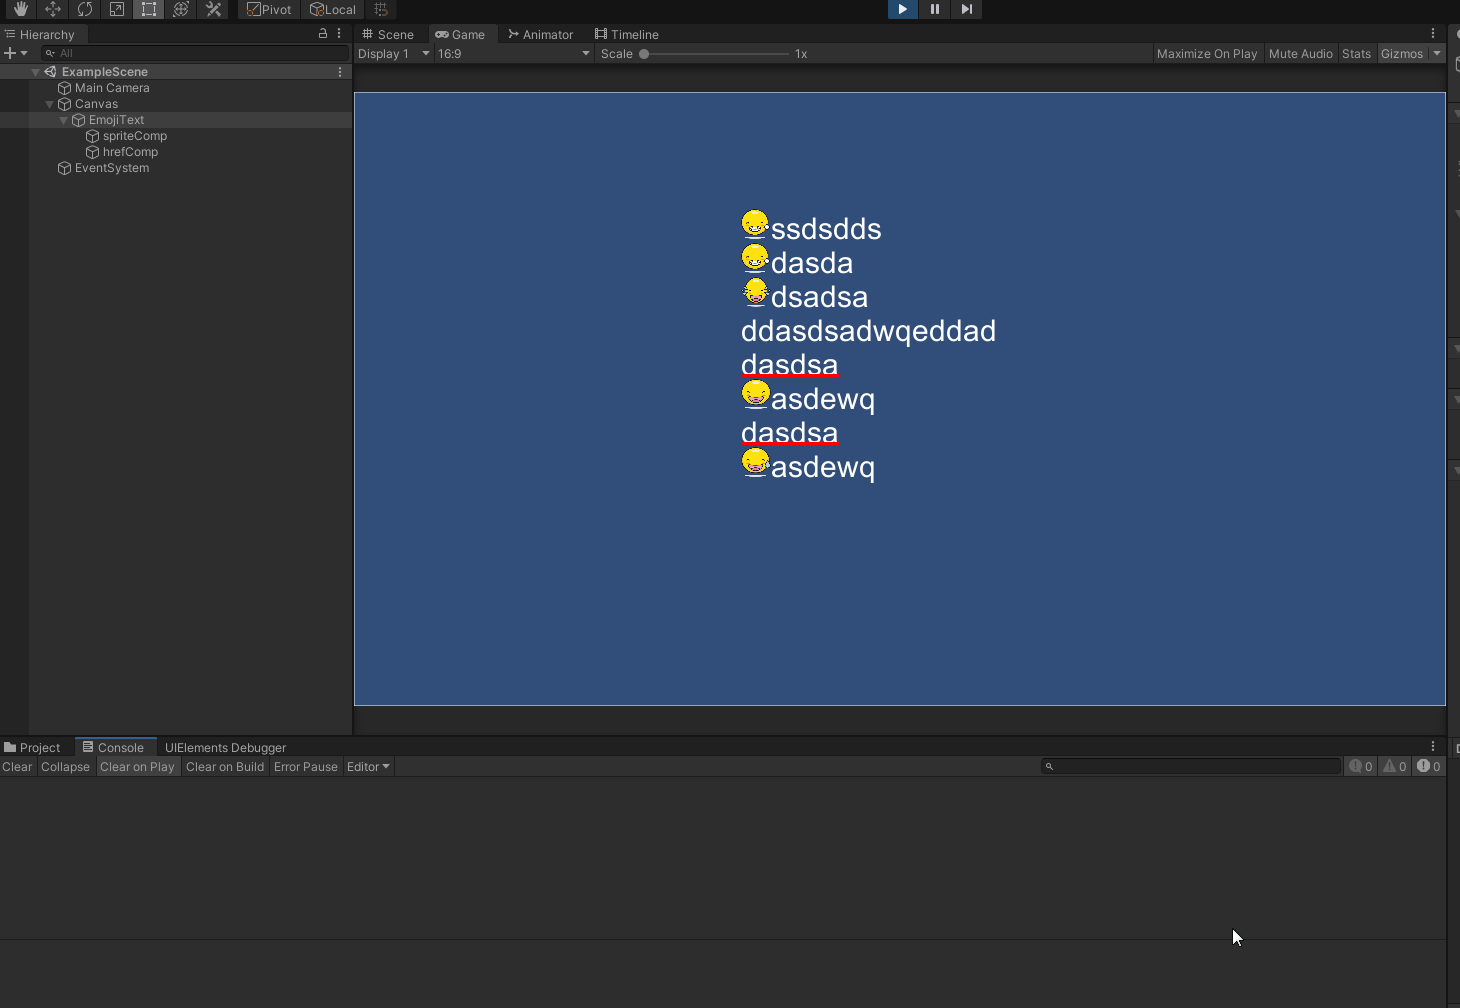 Pivot Local
Hierarchy
All
ExampleScene
Main Camera
Canvas
EmojiText
spriteComp
hrefComp
EventSystem
Scene Game Animator Timeline
Display 1 16:9 Scale 1x Maximize On Play Mute Audio Stats Gizmos
ssdsdds
dasda
dsadsa
ddasdsadwqeddad
dasdsa
asdewq
dasdsa
asdewq
Project Console UIElements Debugger
Clear Collapse Clear on Play Clear on Build Error Pause Editor 0 0 0